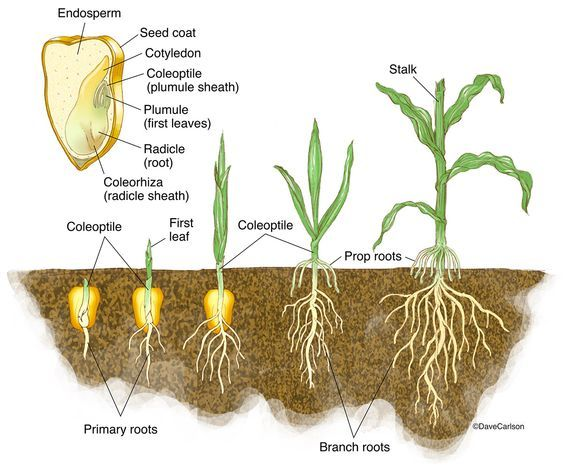 Endosperm
Seed coat
Cotyledon
Coleoptile
(plumule sheath)
Plumule
(first leaves)
Radicle
(root)
Coleorhiza
(radicle sheath)
Stalk
Coleoptile
First
leaf
Coleoptile
Prop roots
Primary roots
Branch roots
©DaveCarlson